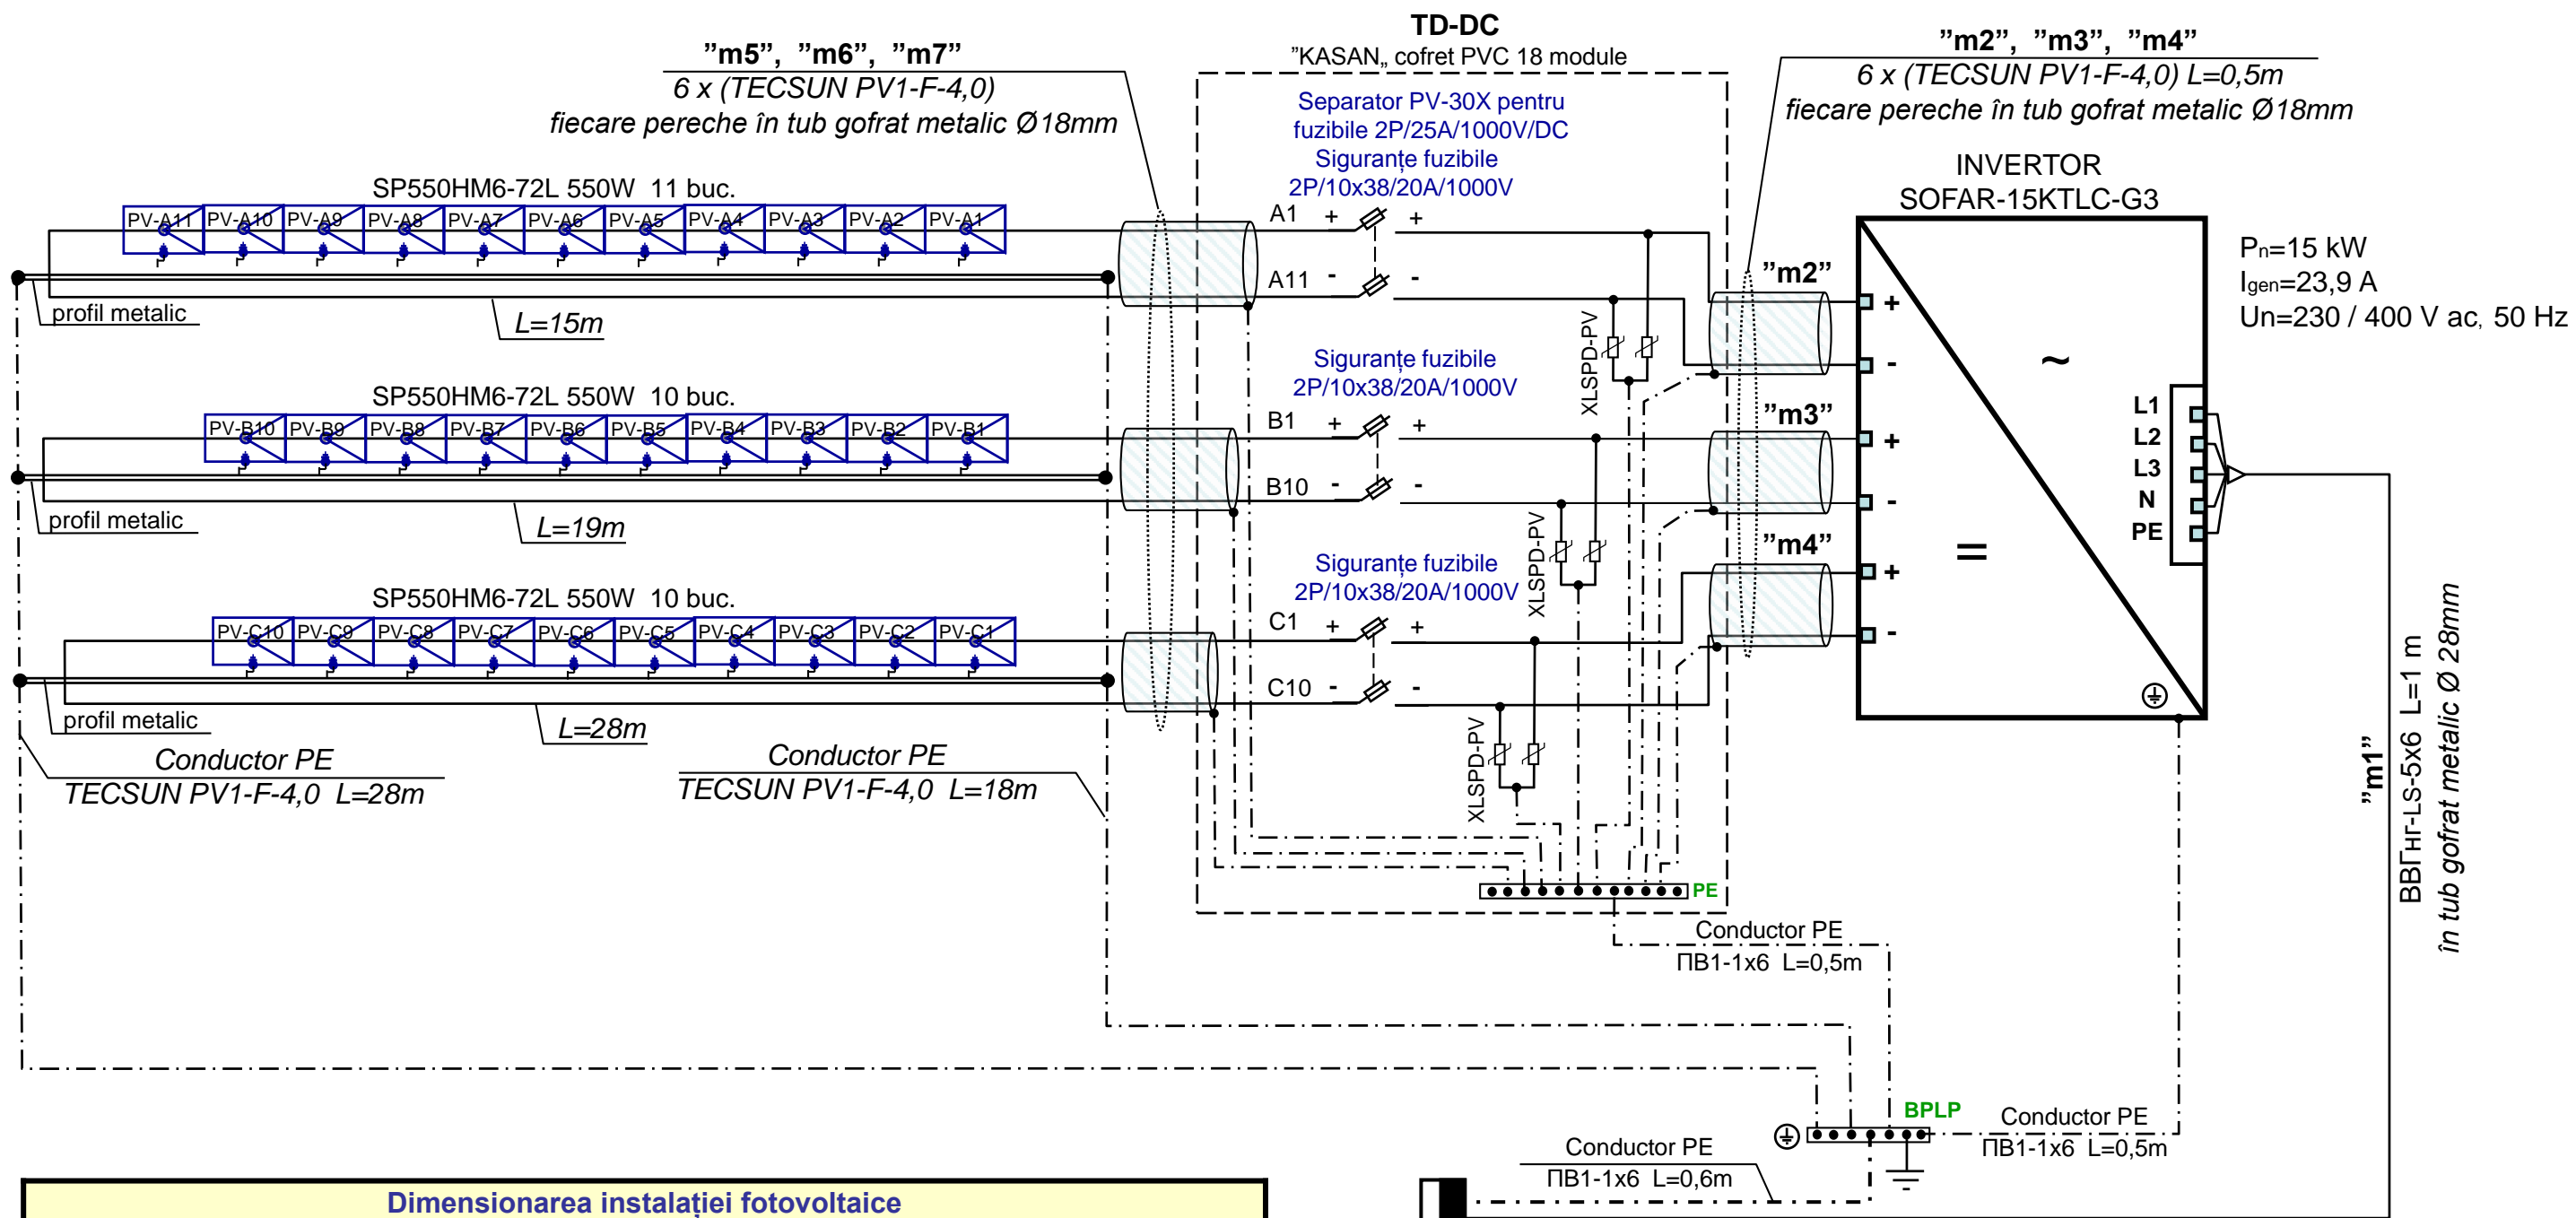 TD-DC
"KASAN„ cofret PVC 18 module
”m5”, ”m6”, ”m7”
6 x (TECSUN PV1-F-4,0)
fiecare pereche în tub gofrat metalic Ø18mm
”m2”, ”m3”, ”m4”
6 x (TECSUN PV1-F-4,0) L=0,5m
fiecare pereche în tub gofrat metalic Ø18mm
Separator PV-30X pentru
fuzibile 2P/25A/1000V/DC
Siguranțe fuzibile
2P/10x38/20A/1000V
INVERTOR
SOFAR-15KTLC-G3
Pn=15 kW
Igen=23,9 A
Un=230 / 400 V ac, 50 Hz
SP550HM6-72L 550W 11 buc.
PV-A11 PV-A10 PV-A9 PV-A8 PV-A7 PV-A6 PV-A5 PV-A4 PV-A3 PV-A2 PV-A1
A1 + +
A11 - -
profil metalic
L=15m
XLSPD-PV
”m2”
+
-
~
Siguranțe fuzibile
2P/10x38/20A/1000V
SP550HM6-72L 550W 10 buc.
PV-B10 PV-B9 PV-B8 PV-B7 PV-B6 PV-B5 PV-B4 PV-B3 PV-B2 PV-B1
B1 + +
B10 - -
profil metalic
L=19m
XLSPD-PV
”m3”
+
-
L1
L2
L3
N
PE
=
Siguranțe fuzibile
2P/10x38/20A/1000V
SP550HM6-72L 550W 10 buc.
PV-C10 PV-C9 PV-C8 PV-C7 PV-C6 PV-C5 PV-C4 PV-C3 PV-C2 PV-C1
C1 + +
C10 - -
profil metalic
L=28m
XLSPD-PV
”m4”
+
-
Conductor PE
TECSUN PV1-F-4,0 L=28m
Conductor PE
TECSUN PV1-F-4,0 L=18m
”m1”
ВВГнг-LS-5x6 L=1 m
în tub gofrat metalic Ø 28mm
PE
Conductor PE
ПВ1-1x6 L=0,5m
BPLP
Conductor PE
ПВ1-1x6 L=0,5m
Conductor PE
ПВ1-1x6 L=0,6m
Dimensionarea instalației fotovoltaice